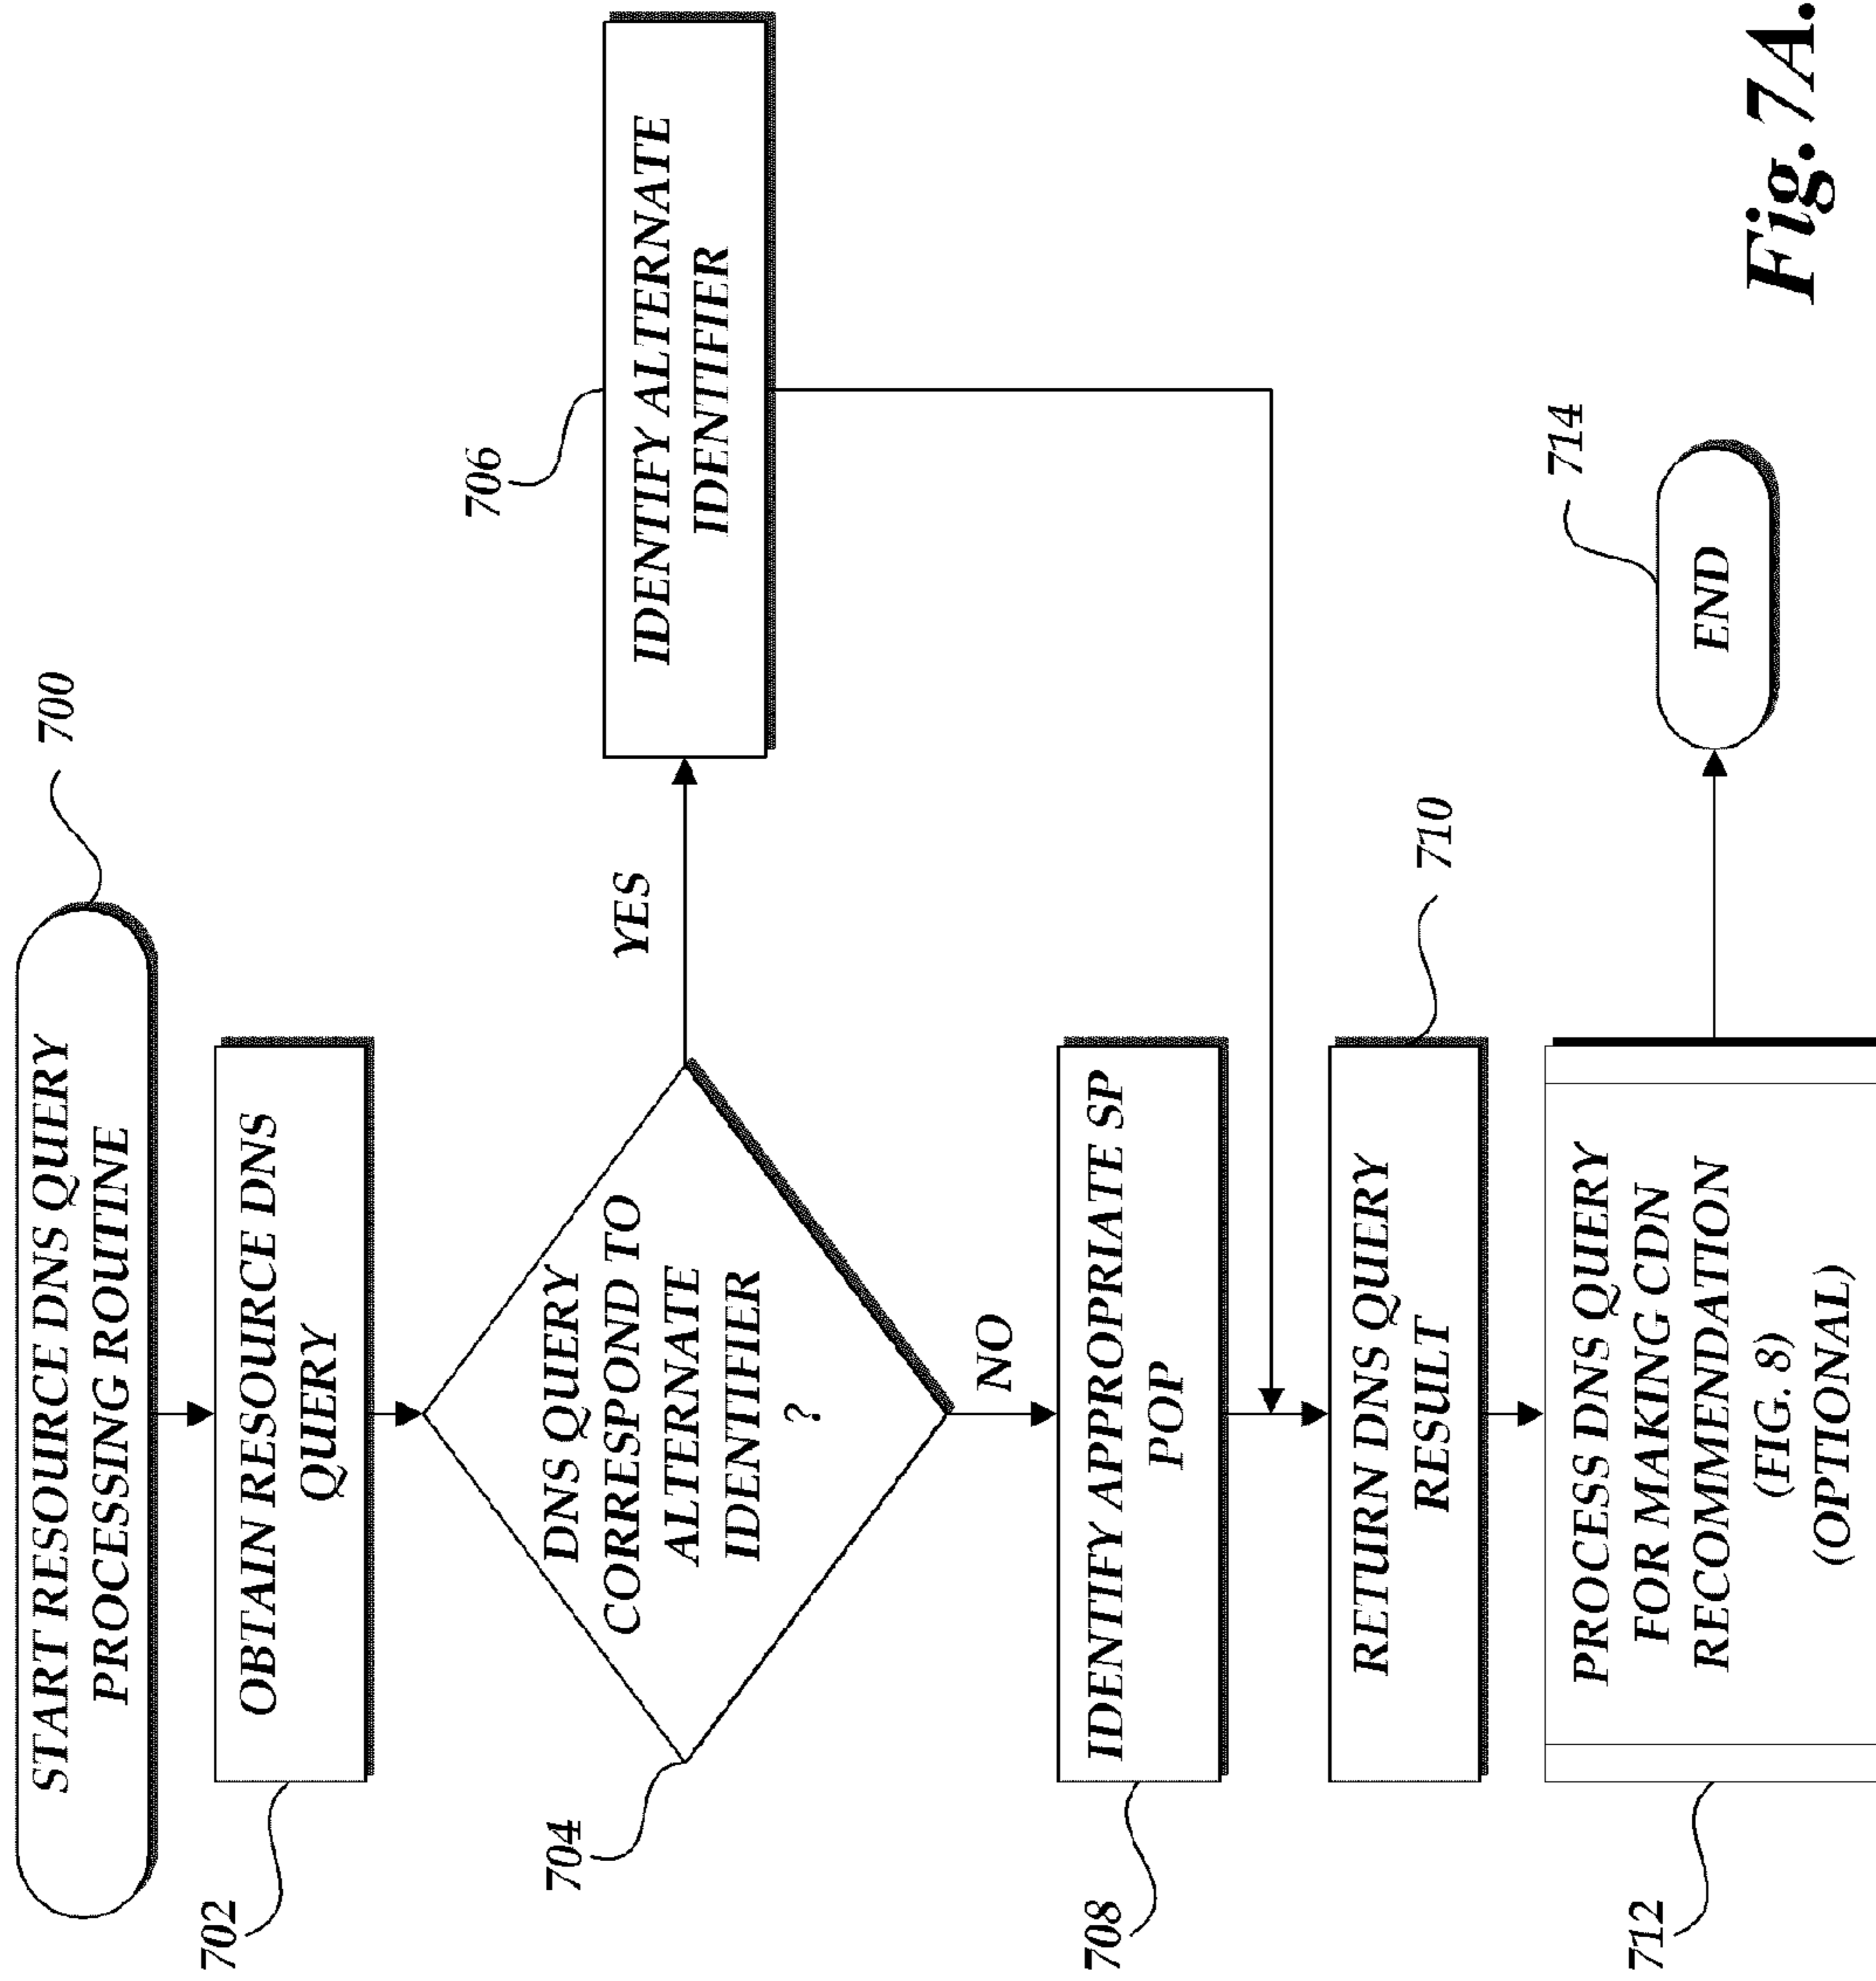 START RESOURCE DNS QUERY
PROCESSING ROUTINE
700
OBTAIN RESOURCE DNS
QUERY
702
DNS QUERY
CORRESPOND TO
ALTERNATE
IDENTIFIER
?
704
YES
706
IDENTIFY ALTERNATE
IDENTIFIER
NO
IDENTIFY APPROPRIATE SP
POP
708
RETURN DNS QUERY
RESULT
710
PROCESS DNS QUERY
FOR MAKING CDN
RECOMMENDATION
(FIG. 8)
(OPTIONAL)
712
714
END
Fig. 7A.